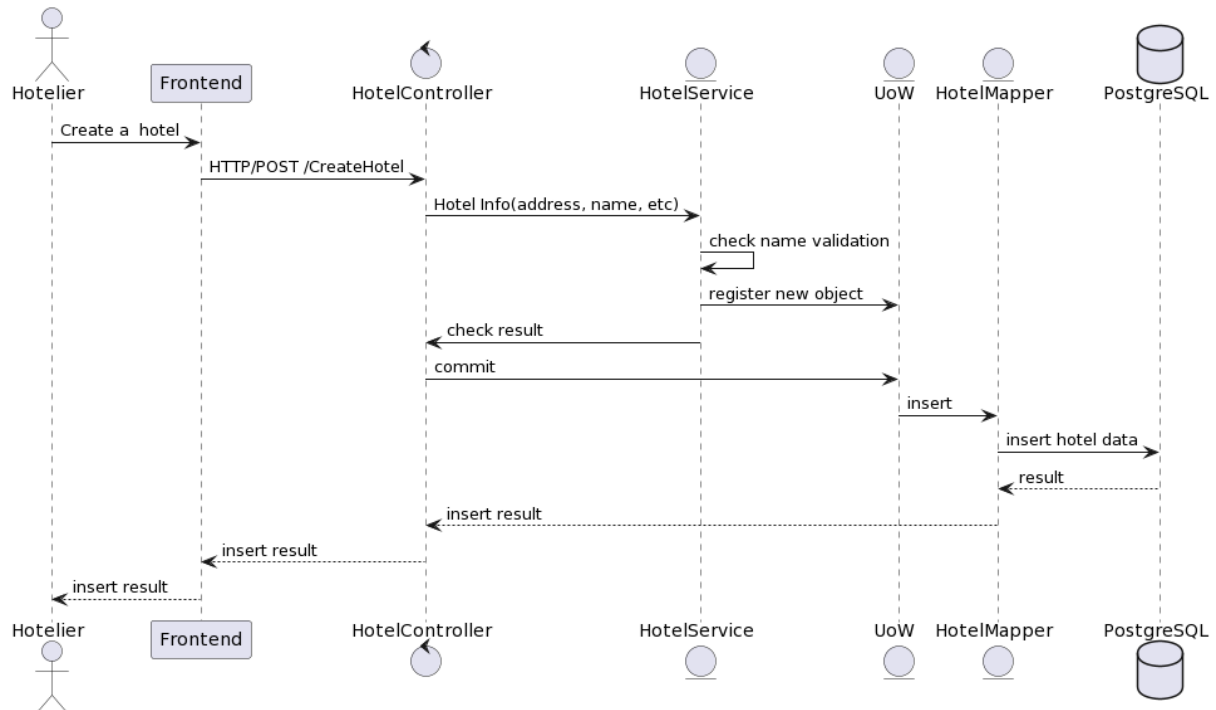 Hotelier
Frontend
HotelController
HotelService
UoW
HotelMapper
PostgreSQL
Create a  hotel
HTTP/POST /CreateHotel
Hotel Info(address, name, etc)
check name validation
register new object
check result
commit
insert
insert hotel data
result
insert result
insert result
insert result
Hotelier
Frontend
HotelController
HotelService
UoW
HotelMapper
PostgreSQL